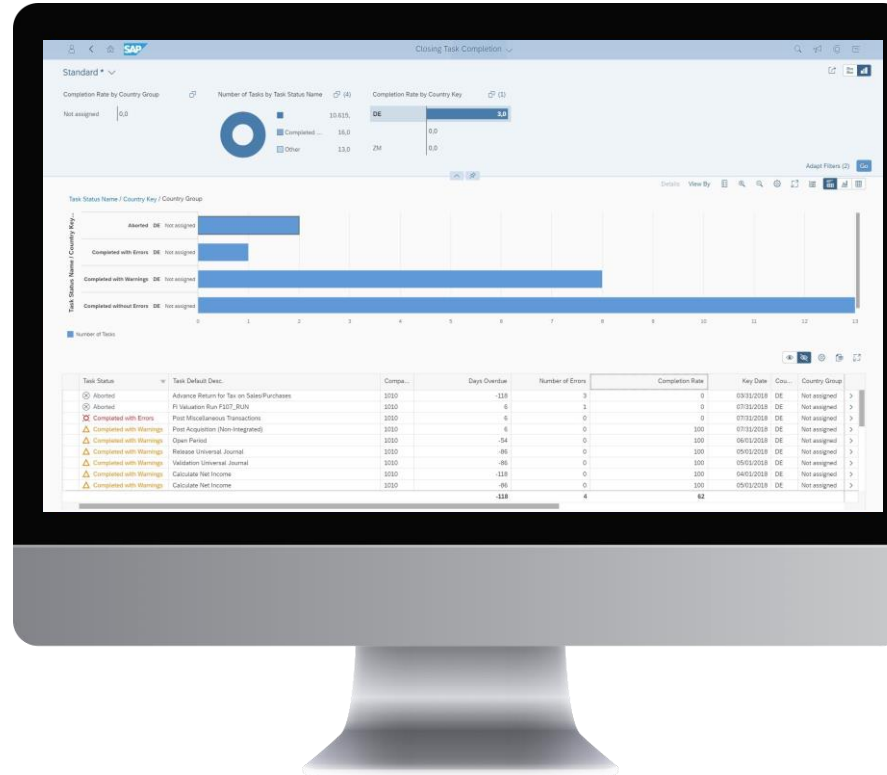 SAP
Closing Task Completion
Standard *
Completion Rate by Country Group
Number of Tasks by Task Status Name (4)
Completion Rate by Country Key (1)
Not assigned 0,0
10.615,
Completed ... 16,0
Other 13,0
DE 3,0
0,0
ZM 0,0
Adapt Filters (2) Go
Details View By
Task Status Name / Country Key / Country Group
Task Status Name / Country Key...
Aborted DE Not assigned
Completed with Errors DE Not assigned
Completed with Warnings DE Not assigned
Completed without Errors DE Not assigned
0 1 2 3 4 5 6 7 8 9 10 11 12 13
Number of Tasks
Task Status Task Default Desc. Compa... Days Overdue Number of Errors Completion Rate Key Date Cou... Country Group
Aborted Advance Return for Tax on Sales/Purchases 1010 -118 3 0 03/31/2018 DE Not assigned
Aborted FI Valuation Run F107_RUN 1010 6 1 0 07/31/2018 DE Not assigned
Completed with Errors Post Miscellaneous Transactions 1010 6 0 0 07/31/2018 DE Not assigned
Completed with Warnings Post Acquisition (Non-Integrated) 1010 6 0 100 07/31/2018 DE Not assigned
Completed with Warnings Open Period 1010 -54 0 100 06/01/2018 DE Not assigned
Completed with Warnings Release Universal Journal 1010 -86 0 100 05/01/2018 DE Not assigned
Completed with Warnings Validation Universal Journal 1010 -86 0 100 05/01/2018 DE Not assigned
Completed with Warnings Calculate Net Income 1010 -118 0 100 04/01/2018 DE Not assigned
Completed with Warnings Calculate Net Income 1010 -86 0 100 05/01/2018 DE Not assigned
-118 4 62